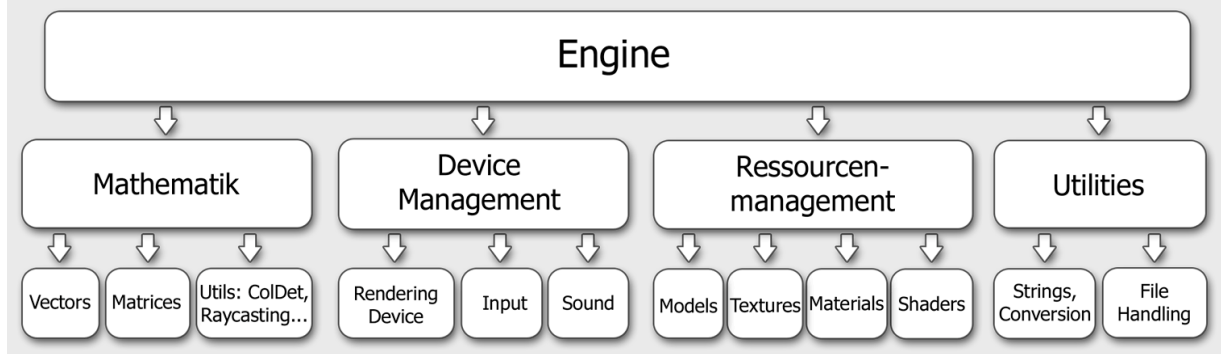 Engine
Mathematik
Device
Management
Ressourcen-
management
Utilities
Vectors
Matrices
Utils: ColDet,
Raycasting...
Rendering
Device
Input
Sound
Models
Textures
Materials
Shaders
Strings,
Conversion
File
Handling